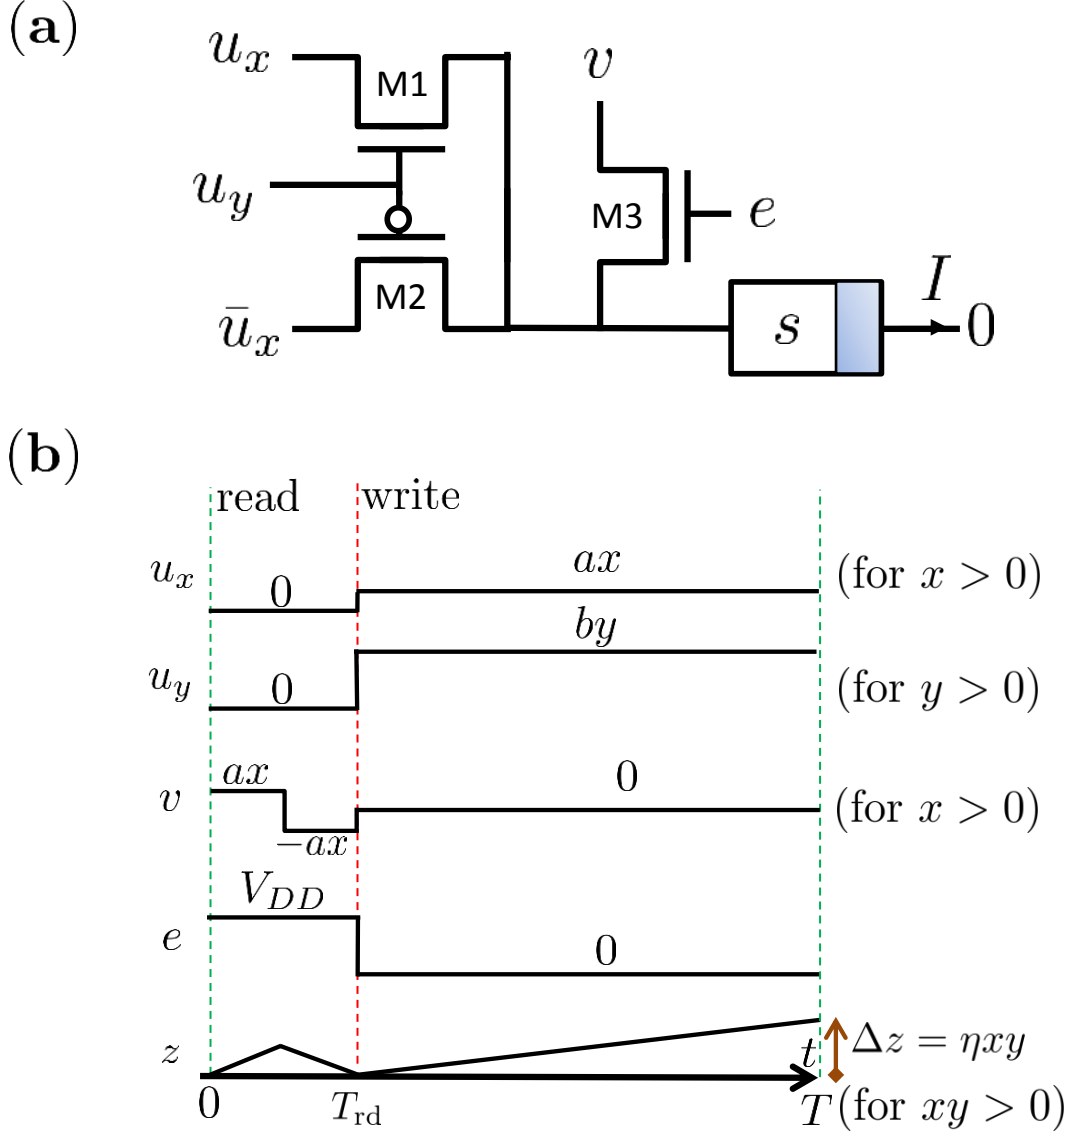 (a)
u_x
M1
v
u_y
M3
e
M2
ū_x
s
I
0
(b)
read
write
u_x
0
ax
(for x > 0)
u_y
0
by
(for y > 0)
v
ax
−ax
0
(for x > 0)
e
V_DD
0
z
t
Δz = ηxy
0
T_rd
T
(for xy > 0)